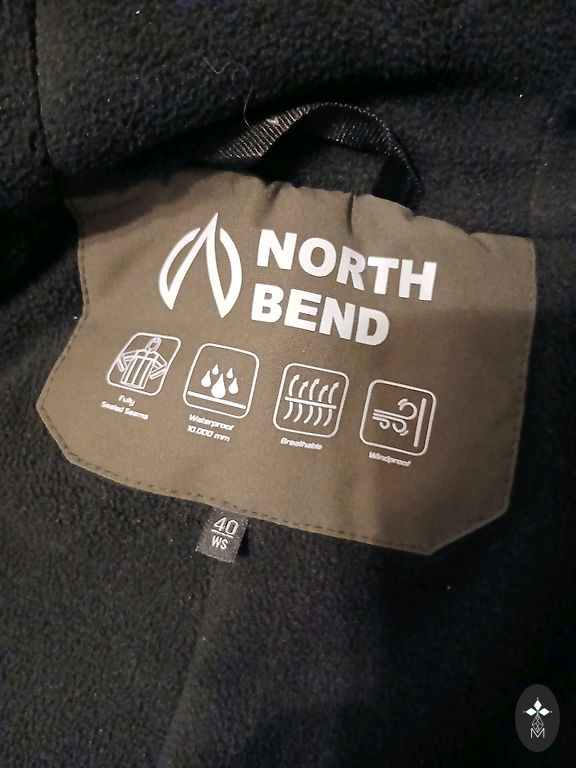 NORTH
BEND
Fully
Sealed Seams
Waterproof
10.000 mm
Breathable
Windproof
40
WS
M